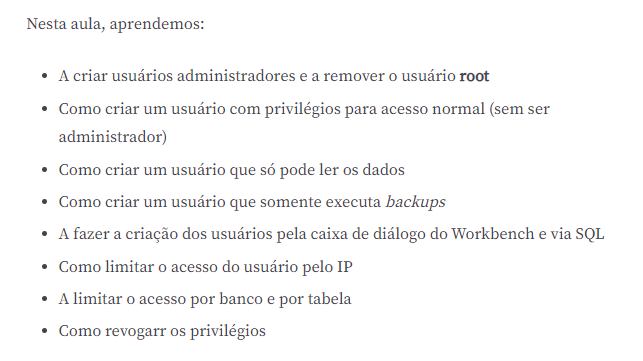 Nesta aula, aprendemos:
A criar usuários administradores e a remover o usuário root
Como criar um usuário com privilégios para acesso normal (sem ser
administrador)
Como criar um usuário que só pode ler os dados
Como criar um usuário que somente executa backups
A fazer a criação dos usuários pela caixa de diálogo do Workbench e via SQL
Como limitar o acesso do usuário pelo IP
A limitar o acesso por banco e por tabela
Como revogarr os privilégios